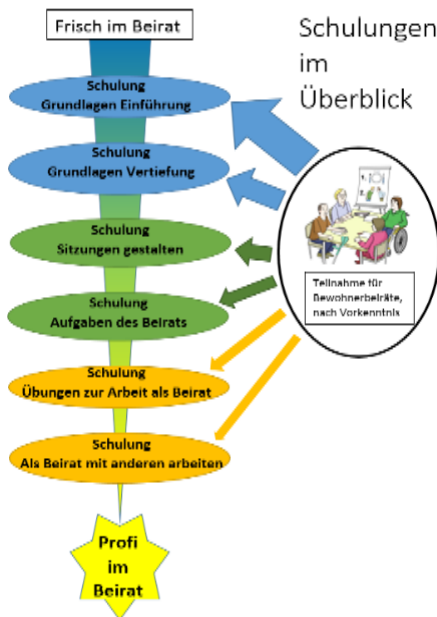 Frisch im Beirat
Schulungen
im
Überblick
Schulung
Grundlagen Einführung
Schulung
Grundlagen Vertiefung
Schulung
Sitzungen gestalten
Schulung
Aufgaben des Beirats
Schulung
Übungen zur Arbeit als Beirat
Schulung
Als Beirat mit anderen arbeiten
Teilnahme für
Bewohnerbeiräte,
nach Vorkenntnis
Profi
im
Beirat